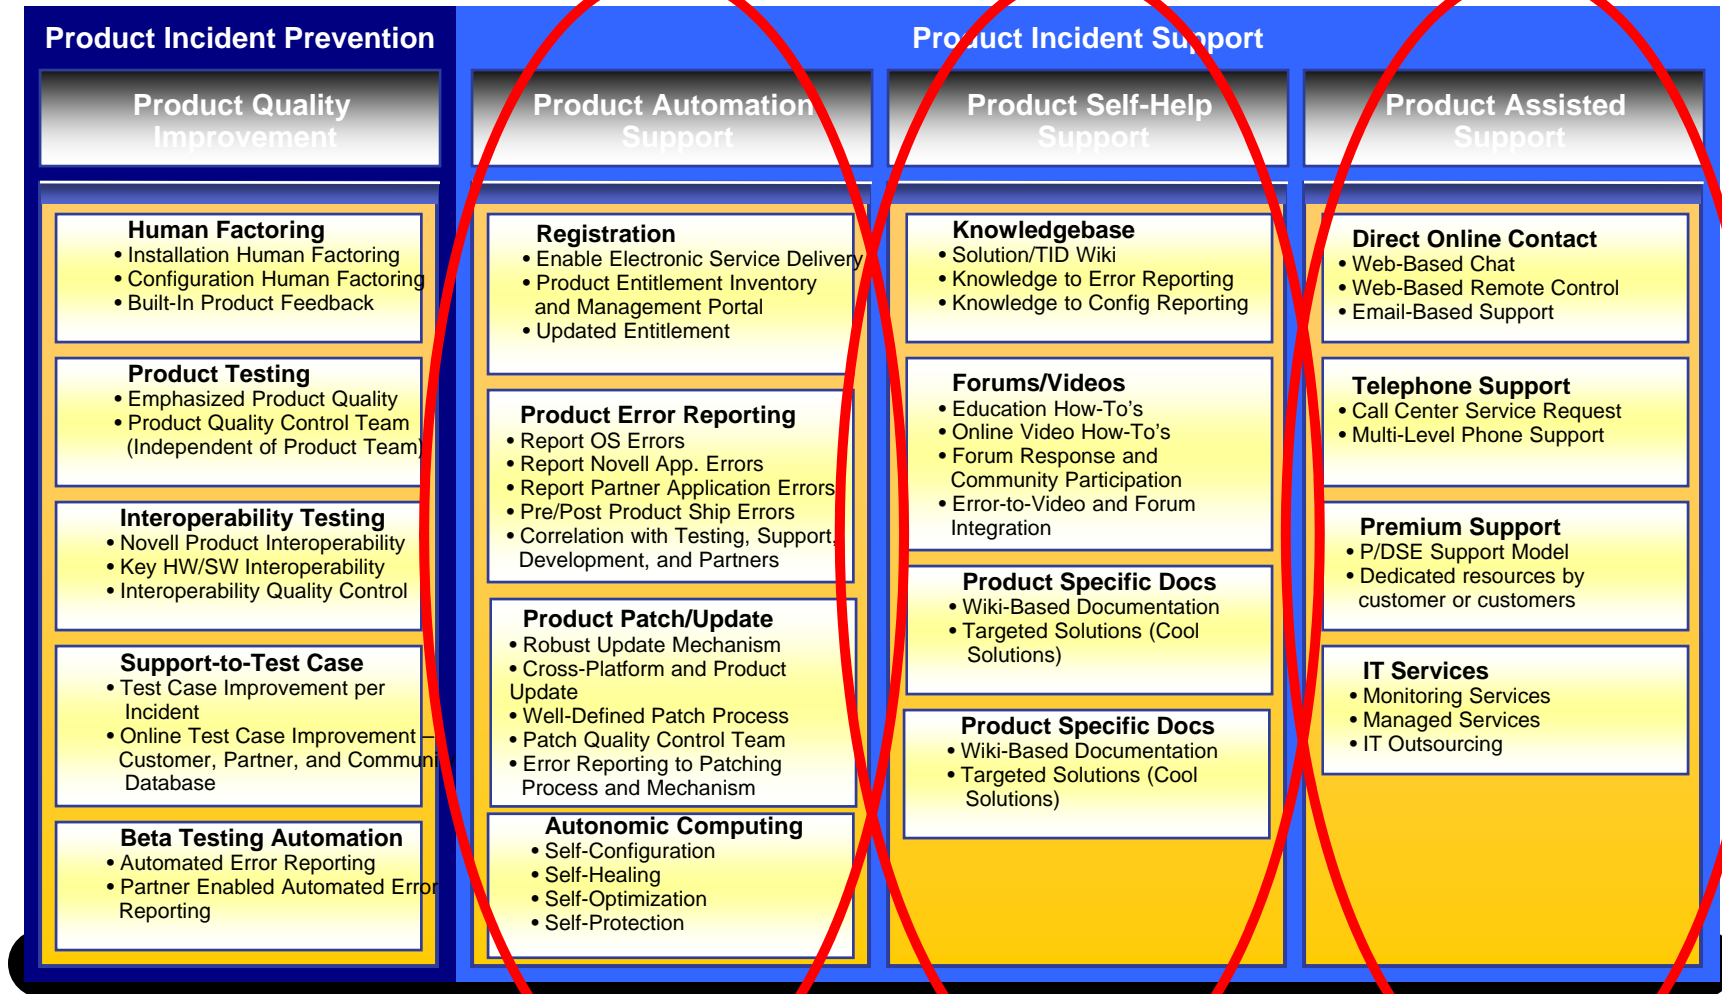 Product Incident Prevention
Product Incident Support
Product Quality
Improvement
Human Factoring
• Installation Human Factoring
• Configuration Human Factoring
• Built-In Product Feedback
Product Testing
• Emphasized Product Quality
• Product Quality Control Team
(Independent of Product Team)
Interoperability Testing
• Novell Product Interoperability
• Key HW/SW Interoperability
• Interoperability Quality Control
Support-to-Test Case
• Test Case Improvement per
Incident
• Online Test Case Improvement –
Customer, Partner, and Community
Database
Beta Testing Automation
• Automated Error Reporting
• Partner Enabled Automated Error
Reporting
Product Automation
Support
Registration
• Enable Electronic Service Delivery
• Product Entitlement Inventory
and Management Portal
• Updated Entitlement
Product Error Reporting
• Report OS Errors
• Report Novell App. Errors
• Report Partner Application Errors
• Pre/Post Product Ship Errors
• Correlation with Testing, Support,
Development, and Partners
Product Patch/Update
• Robust Update Mechanism
• Cross-Platform and Product
Update
• Well-Defined Patch Process
• Patch Quality Control Team
• Error Reporting to Patching
Process and Mechanism
Autonomic Computing
• Self-Configuration
• Self-Healing
• Self-Optimization
• Self-Protection
Product Self-Help
Support
Knowledgebase
• Solution/TID Wiki
• Knowledge to Error Reporting
• Knowledge to Config Reporting
Forums/Videos
• Education How-To's
• Online Video How-To's
• Forum Response and
Community Participation
• Error-to-Video and Forum
Integration
Product Specific Docs
• Wiki-Based Documentation
• Targeted Solutions (Cool
Solutions)
Product Specific Docs
• Wiki-Based Documentation
• Targeted Solutions (Cool
Solutions)
Product Assisted
Support
Direct Online Contact
• Web-Based Chat
• Web-Based Remote Control
• Email-Based Support
Telephone Support
• Call Center Service Request
• Multi-Level Phone Support
Premium Support
• P/DSE Support Model
• Dedicated resources by
customer or customers
IT Services
• Monitoring Services
• Managed Services
• IT Outsourcing